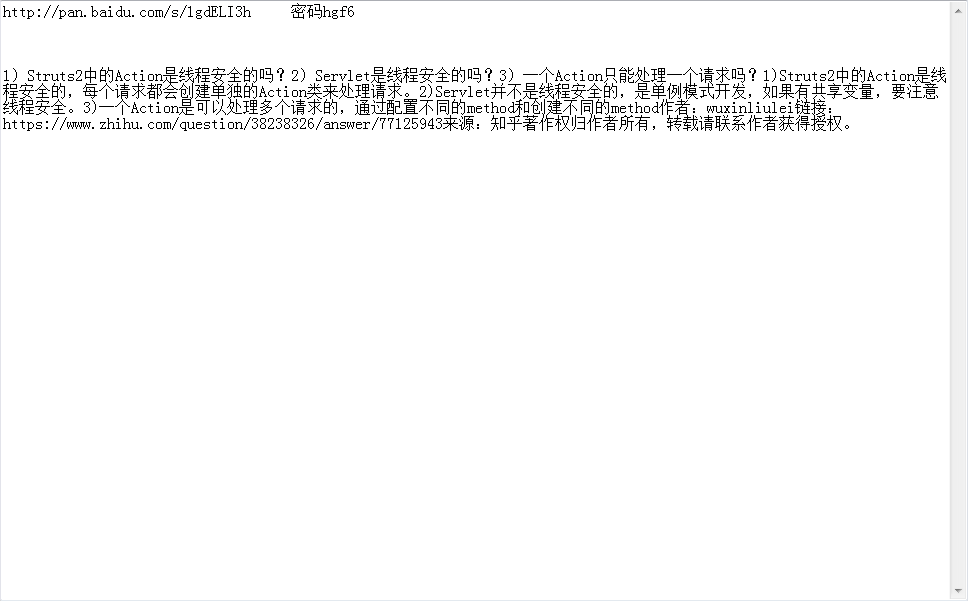 http://pan.baidu.com/s/1gdELI3h     密码hgf6
1) Struts2中的Action是线程安全的吗？2) Servlet是线程安全的吗？3) 一个Action只能处理一个请求吗？1)Struts2中的Action是线
程安全的，每个请求都会创建单独的Action类来处理请求。2)Servlet并不是线程安全的，是单例模式开发，如果有共享变量，要注意
线程安全。3)一个Action是可以处理多个请求的，通过配置不同的method和创建不同的method作者：wuxinliulei链接：
https://www.zhihu.com/question/38238326/answer/77125943来源：知乎著作权归作者所有，转载请联系作者获得授权。